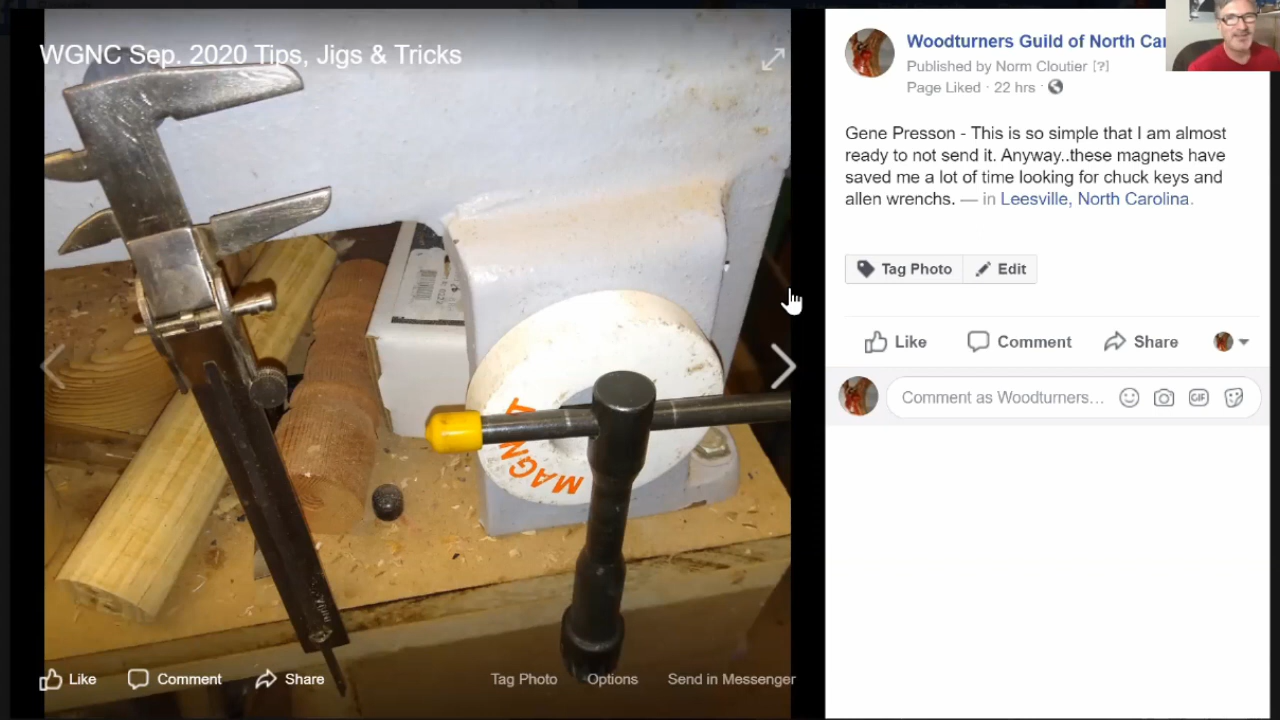 WGNC Sep. 2020 Tips, Jigs & Tricks
MAGN
Like Comment Share
Tag Photo Options Send in Messenger
Woodturners Guild of North Car
Published by Norm Cloutier [?]
Page Liked · 22 hrs ·
Gene Presson - This is so simple that I am almost
ready to not send it. Anyway..these magnets have
saved me a lot of time looking for chuck keys and
allen wrenchs. — in Leesville, North Carolina.
Tag Photo Edit
Like Comment Share
Comment as Woodturners... GIF